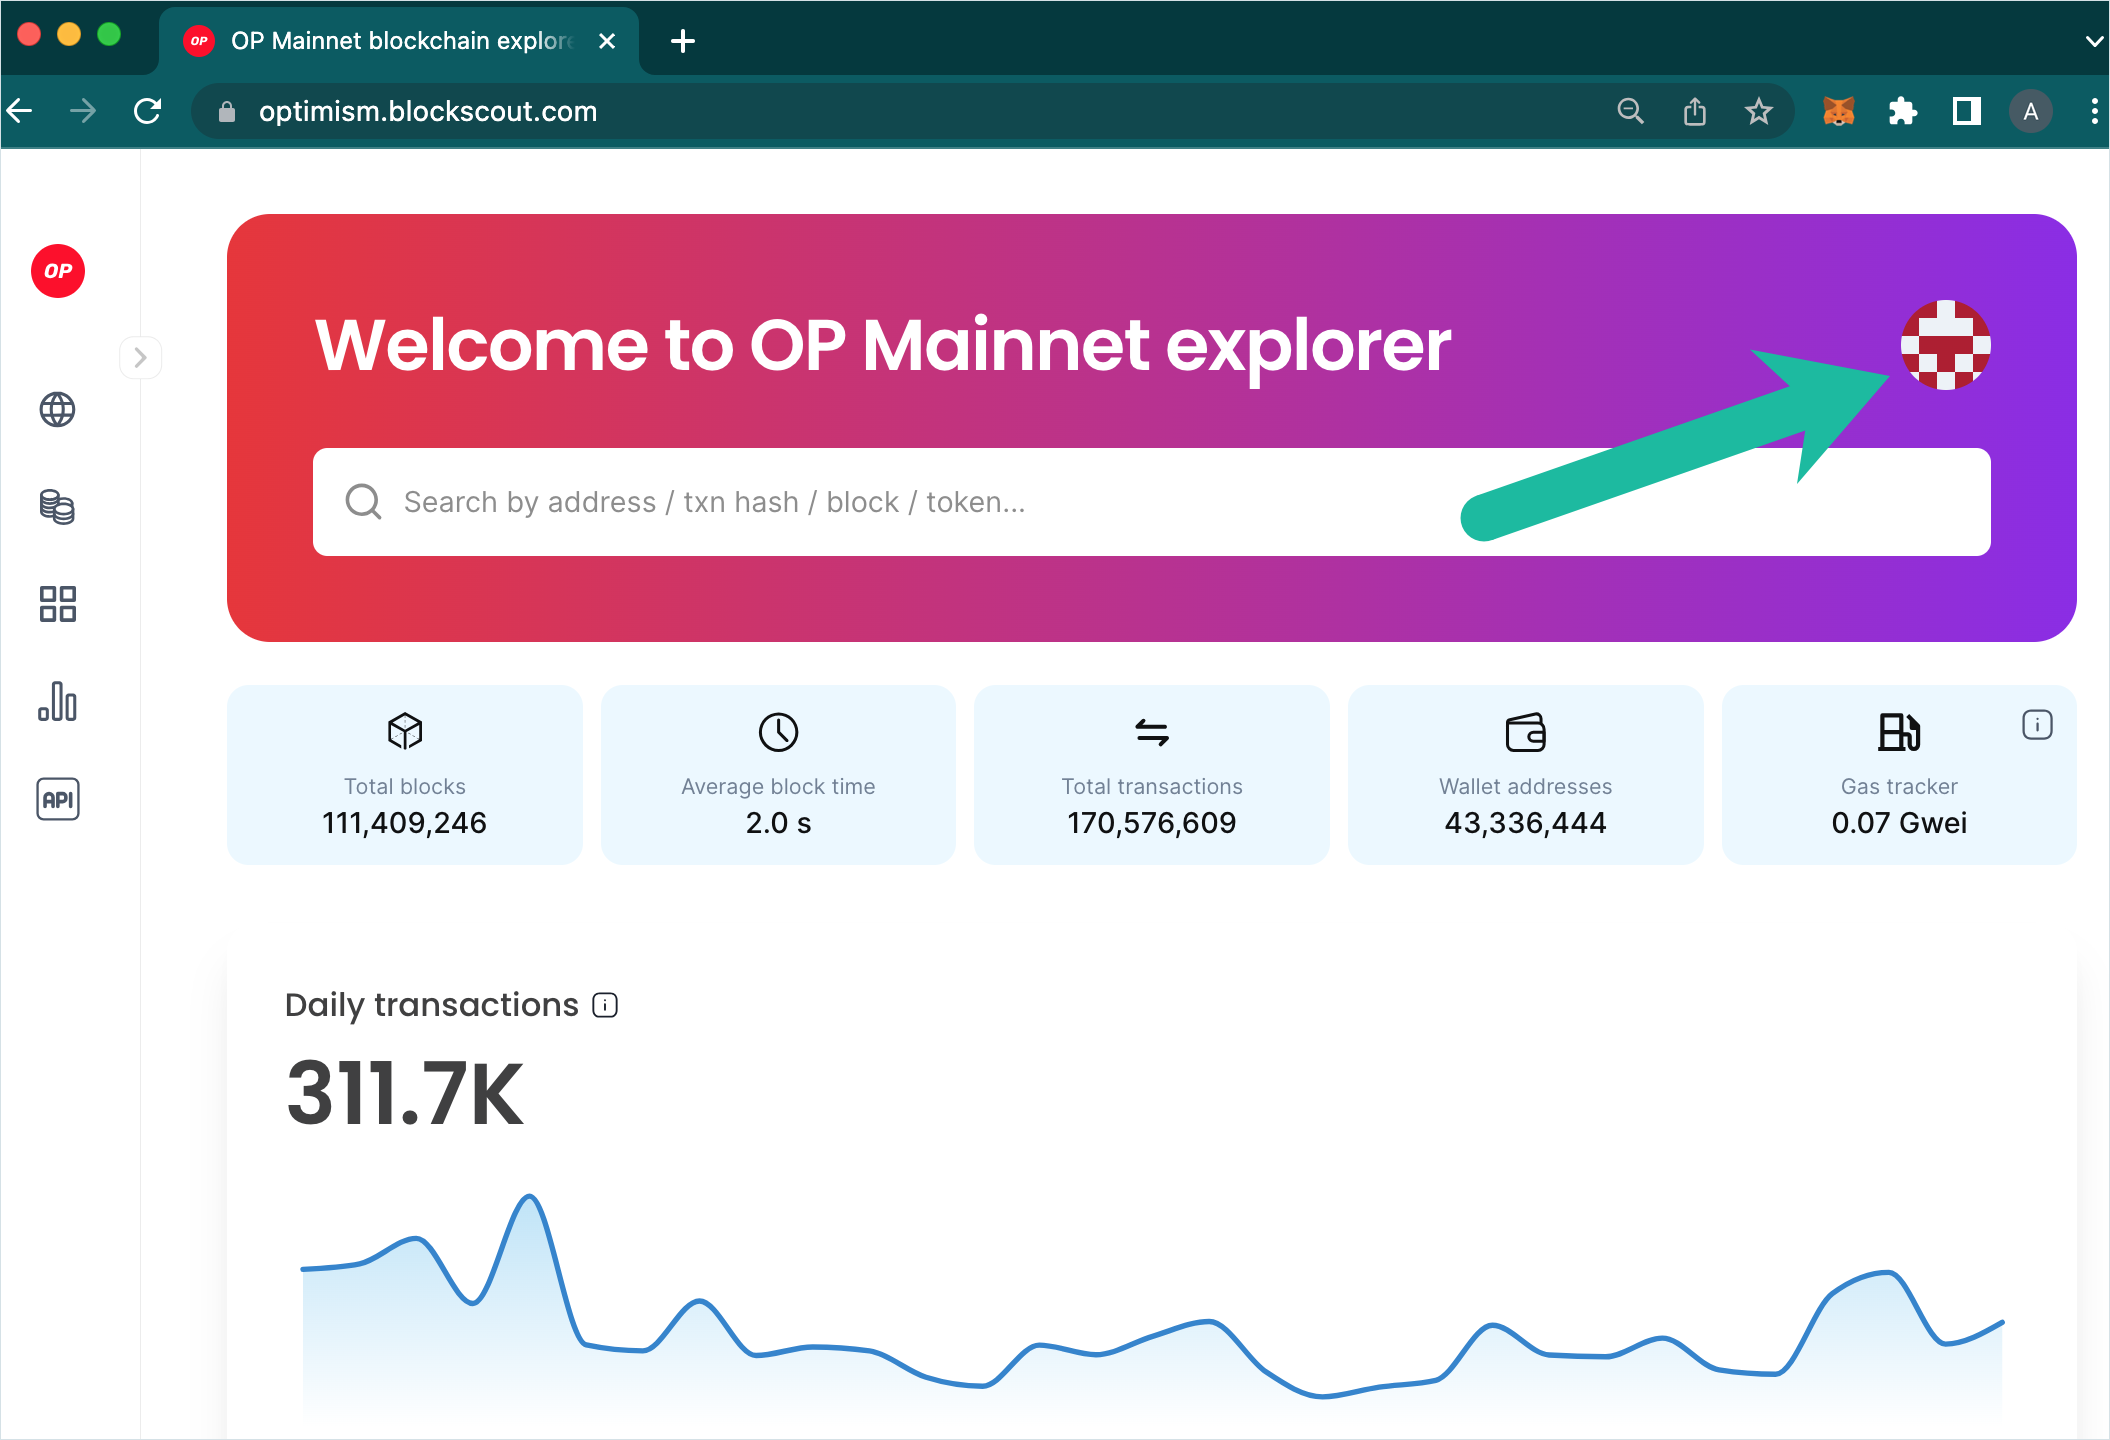 OP Mainnet blockchain explore
optimism.blockscout.com
A
OP
Welcome to OP Mainnet explorer
Search by address / txn hash / block / token...
API
Total blocks
111,409,246
Average block time
2.0 s
Total transactions
170,576,609
Wallet addresses
43,336,444
Gas tracker
0.07 Gwei
Daily transactions
311.7K